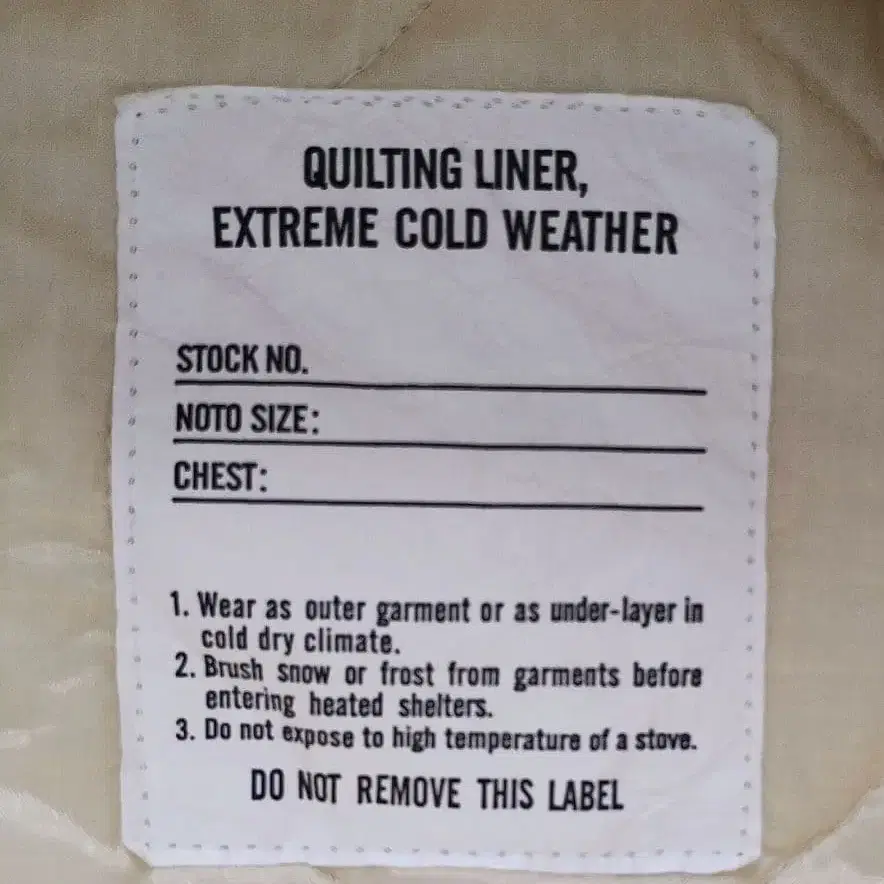 QUILTING LINER,
EXTREME COLD WEATHER
STOCK NO.
NOTO SIZE:
CHEST:
1. Wear as outer garment or as under-layer in
cold dry climate.
2. Brush snow or frost from garments before
entering heated shelters.
3. Do not expose to high temperature of a stove.
DO NOT REMOVE THIS LABEL